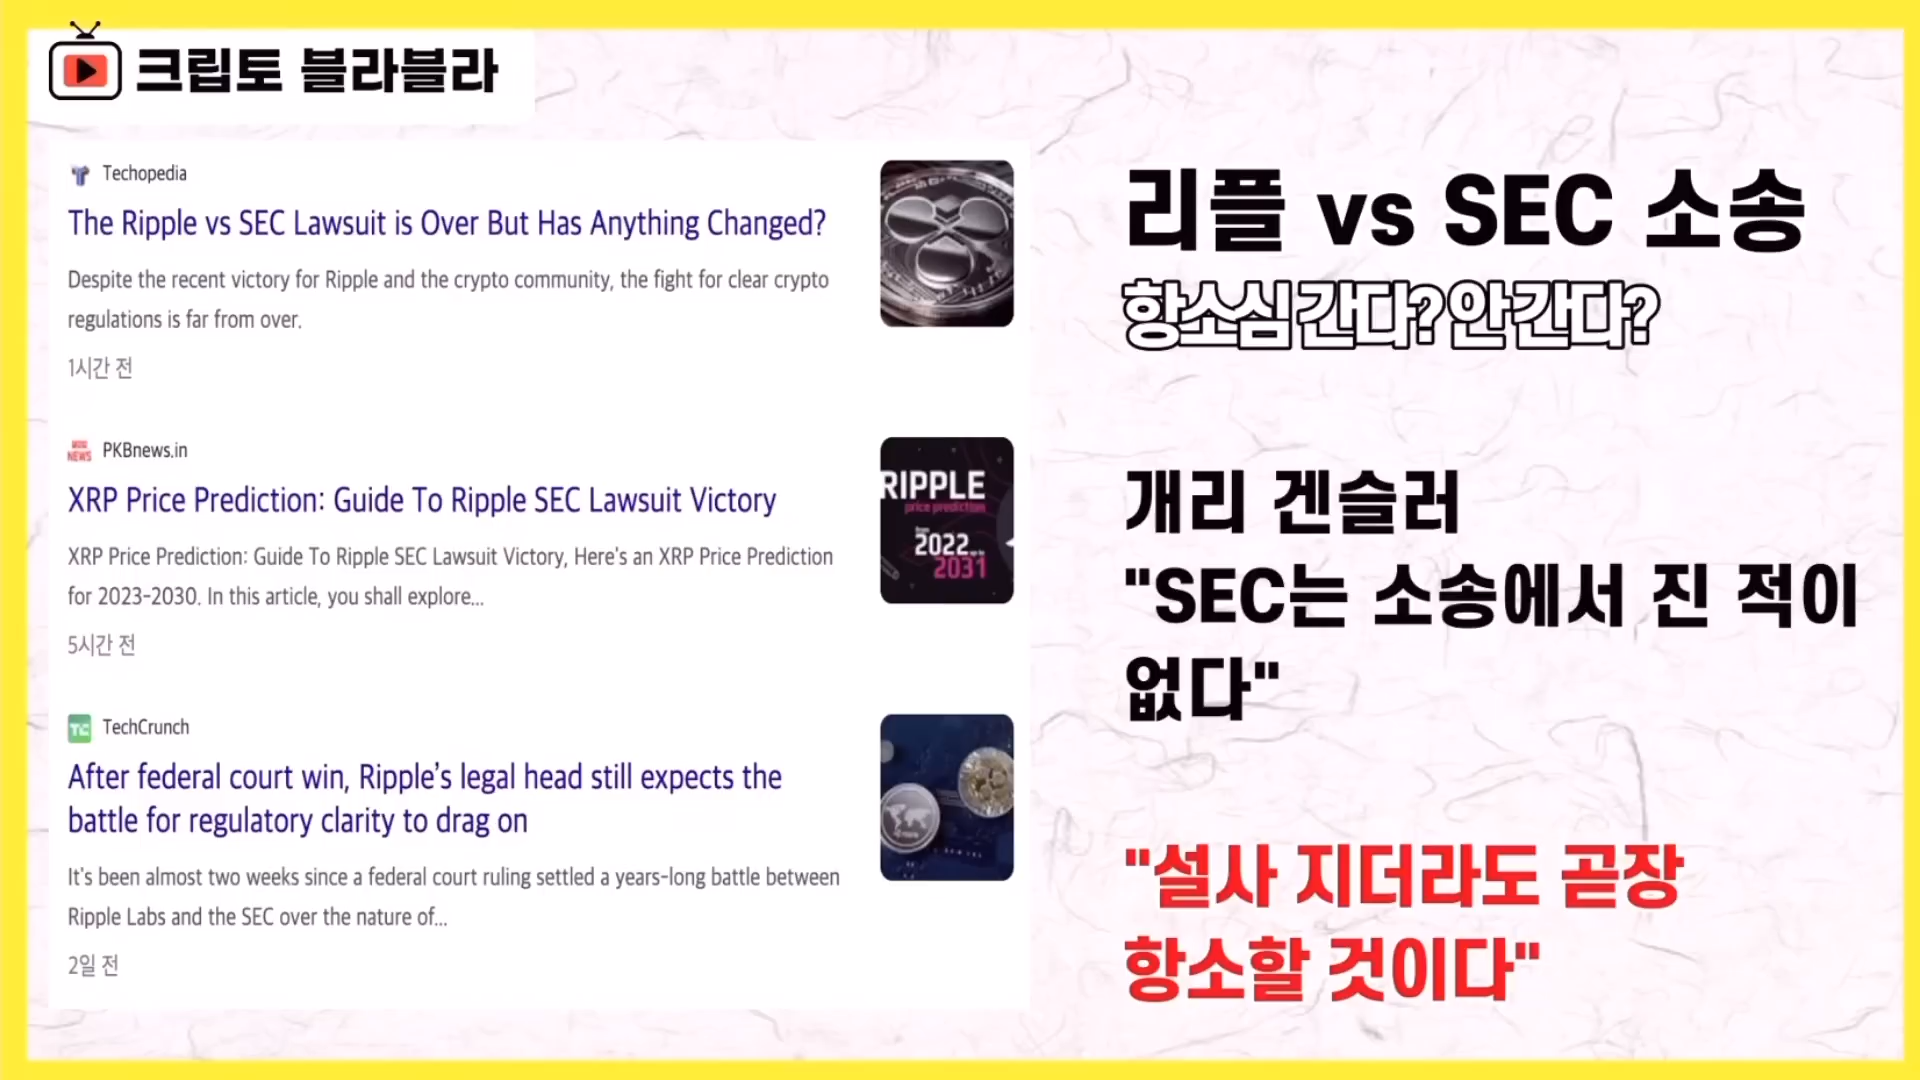 크립토 블라블라
Techopedia
The Ripple vs SEC Lawsuit is Over But Has Anything Changed?
Despite the recent victory for Ripple and the crypto community, the fight for clear crypto
regulations is far from over.
1시간 전
NEWS
PKBnews.in
XRP Price Prediction: Guide To Ripple SEC Lawsuit Victory
XRP Price Prediction: Guide To Ripple SEC Lawsuit Victory, Here's an XRP Price Prediction
for 2023-2030. In this article, you shall explore...
5시간 전
RIPPLE
price prediction
2022
2031
TechCrunch
After federal court win, Ripple’s legal head still expects the
battle for regulatory clarity to drag on
It's been almost two weeks since a federal court ruling settled a years-long battle between
Ripple Labs and the SEC over the nature of...
2일 전
리플 vs SEC 소송
항소심 간다? 안 간다?
개리 겐슬러
"SEC는 소송에서 진 적이
없다"
"설사 지더라도 곧장
항소할 것이다"